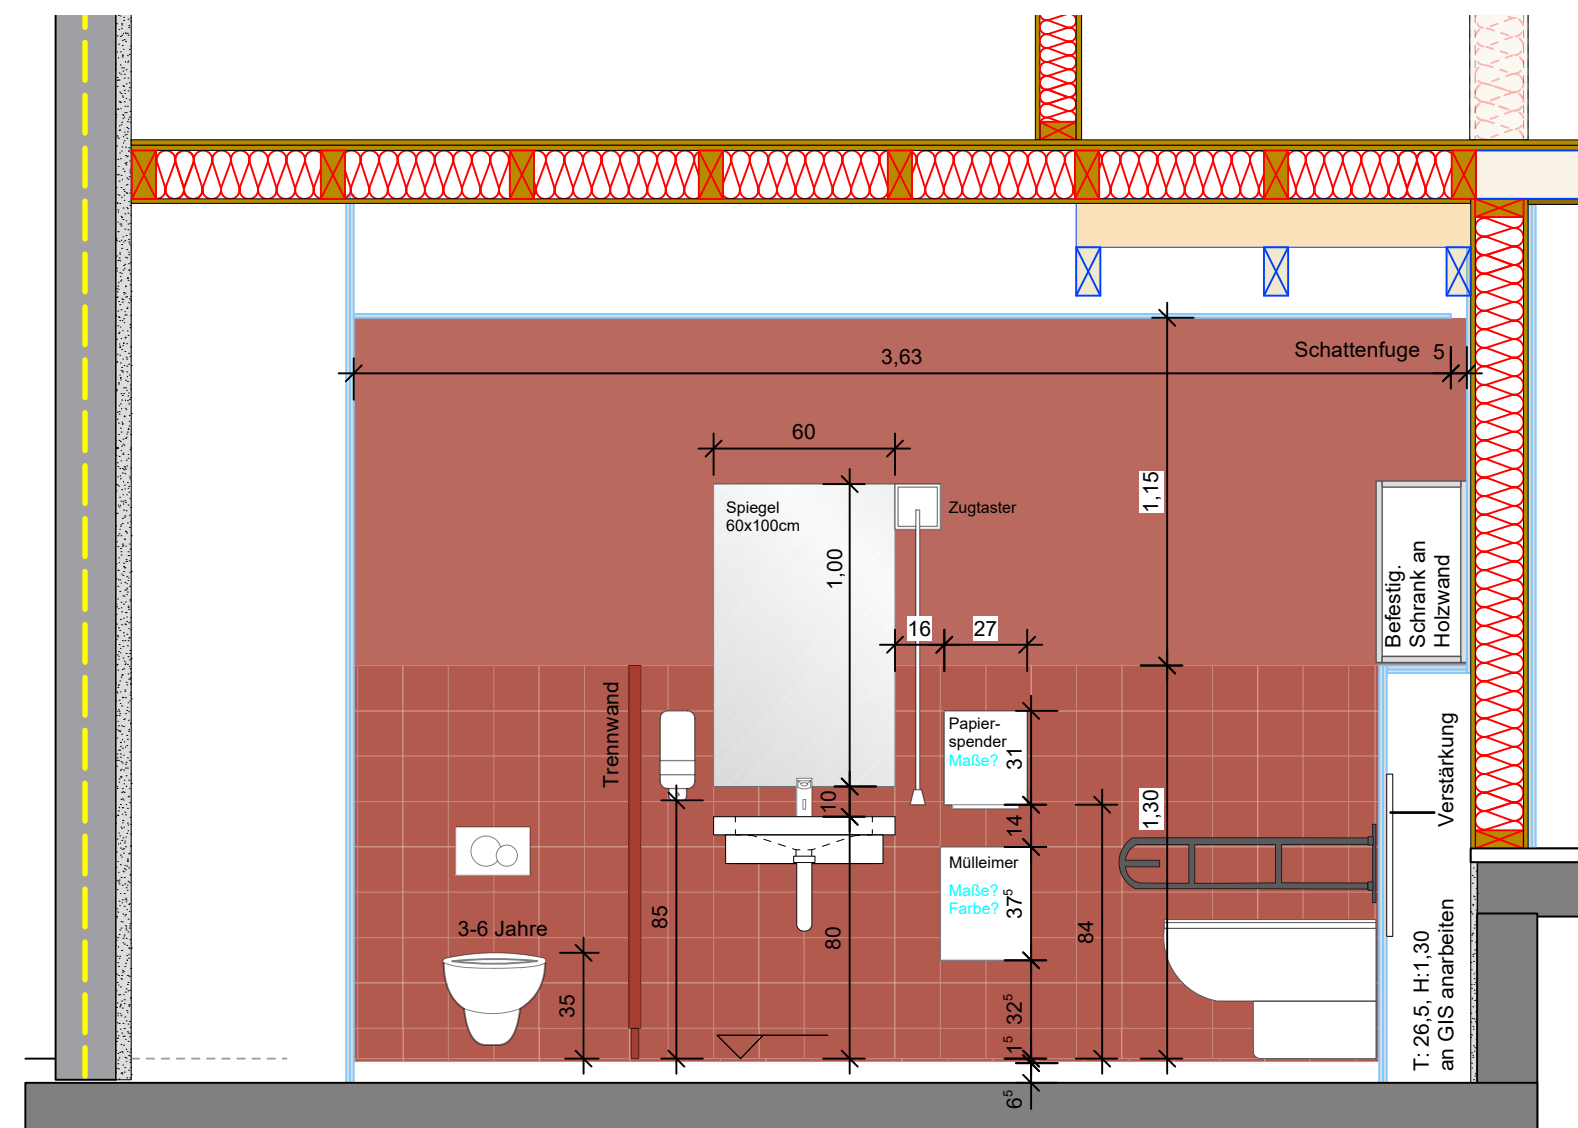 Schattenfuge 5
3,63
60
Spiegel
60x100cm
Zugtaster
1,00
1,15
Befestig.
Schrank an
Holzwand
16
27
Trennwand
Papier-
spender
Maße?
31
10
14
1,30
Verstärkung
Mülleimer
Maße?
Farbe?
37⁵
3-6 Jahre
85
80
84
35
32⁵
1⁵
6⁵
T: 26,5, H:1,30
an GIS anarbeiten